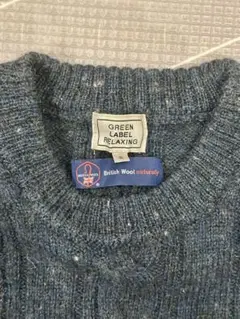 GREEN
LABEL
RELAXING
British Wool exclusively